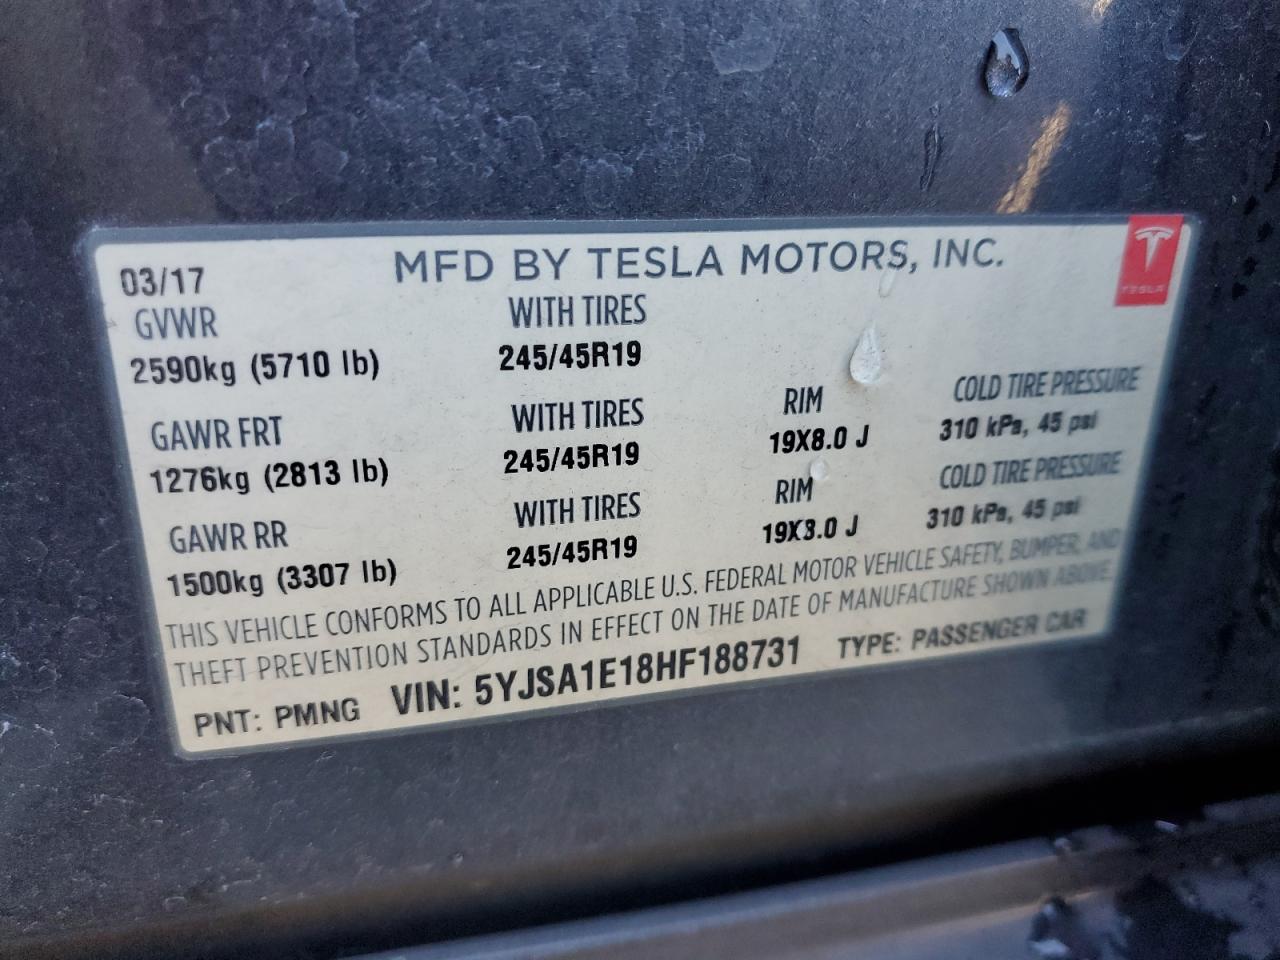 03/17 MFD BY TESLA MOTORS, INC.
TESLA
GVWR WITH TIRES
2590kg (5710 lb) 245/45R19
GAWR FRT WITH TIRES RIM COLD TIRE PRESSURE
1276kg (2813 lb) 245/45R19 19X8.0 J 310 kPa, 45 psi
GAWR RR WITH TIRES RIM COLD TIRE PRESSURE
1500kg (3307 lb) 245/45R19 19X8.0 J 310 kPa, 45 psi
THIS VEHICLE CONFORMS TO ALL APPLICABLE U.S. FEDERAL MOTOR VEHICLE SAFETY, BUMPER, AND
THEFT PREVENTION STANDARDS IN EFFECT ON THE DATE OF MANUFACTURE SHOWN ABOVE
PNT: PMNG VIN: 5YJSA1E18HF188731 TYPE: PASSENGER CAR